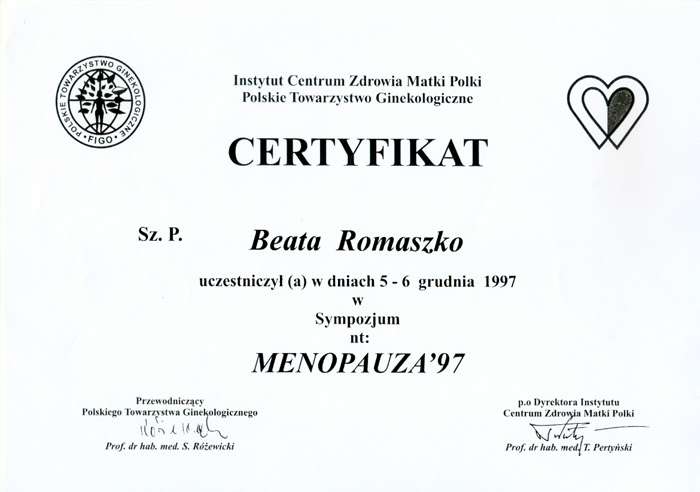 POLSKIE TOWARZYSTWO GINEKOLOGICZNE
• FIGO •
Instytut Centrum Zdrowia Matki Polki
Polskie Towarzystwo Ginekologiczne
CERTYFIKAT
Sz. P. Beata Romaszko
uczestniczył (a) w dniach 5 - 6 grudnia 1997
w
Sympozjum
nt:
MENOPAUZA’97
Przewodniczący
Polskiego Towarzystwa Ginekologicznego
Prof. dr hab. med. S. Różewicki
p.o Dyrektora Instytutu
Centrum Zdrowia Matki Polki
Prof. dr hab. med. T. Pertyński